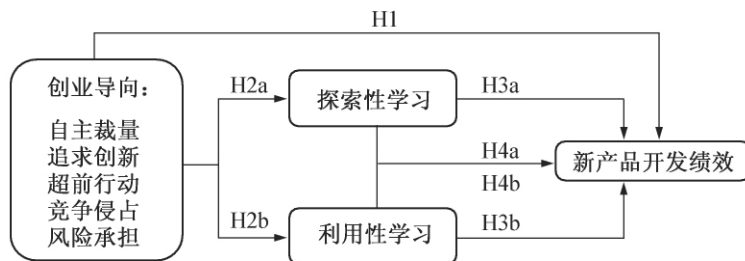 H1
创业导向：
自主裁量
追求创新
超前行动
竞争侵占
风险承担
H2a
探索性学习
H3a
H4a
H4b
新产品开发绩效
H2b
利用性学习
H3b